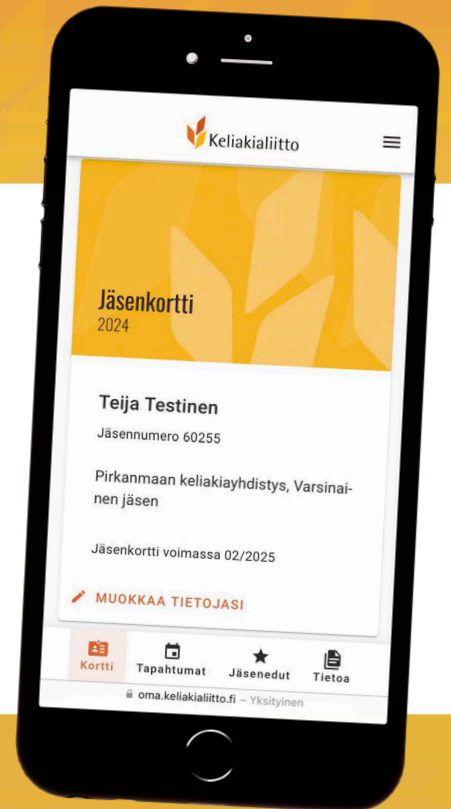 Keliakialiitto
Jäsenkortti
2024
Teija Testinen
Jäsennumero 60255
Pirkanmaan keliakiayhdistys, Varsinai-
nen jäsen
Jäsenkortti voimassa 02/2025
MUOKKAA TIETOJASI
Kortti Tapahtumat Jäsenedut Tietoa
oma.keliakialiitto.fi – Yksityinen